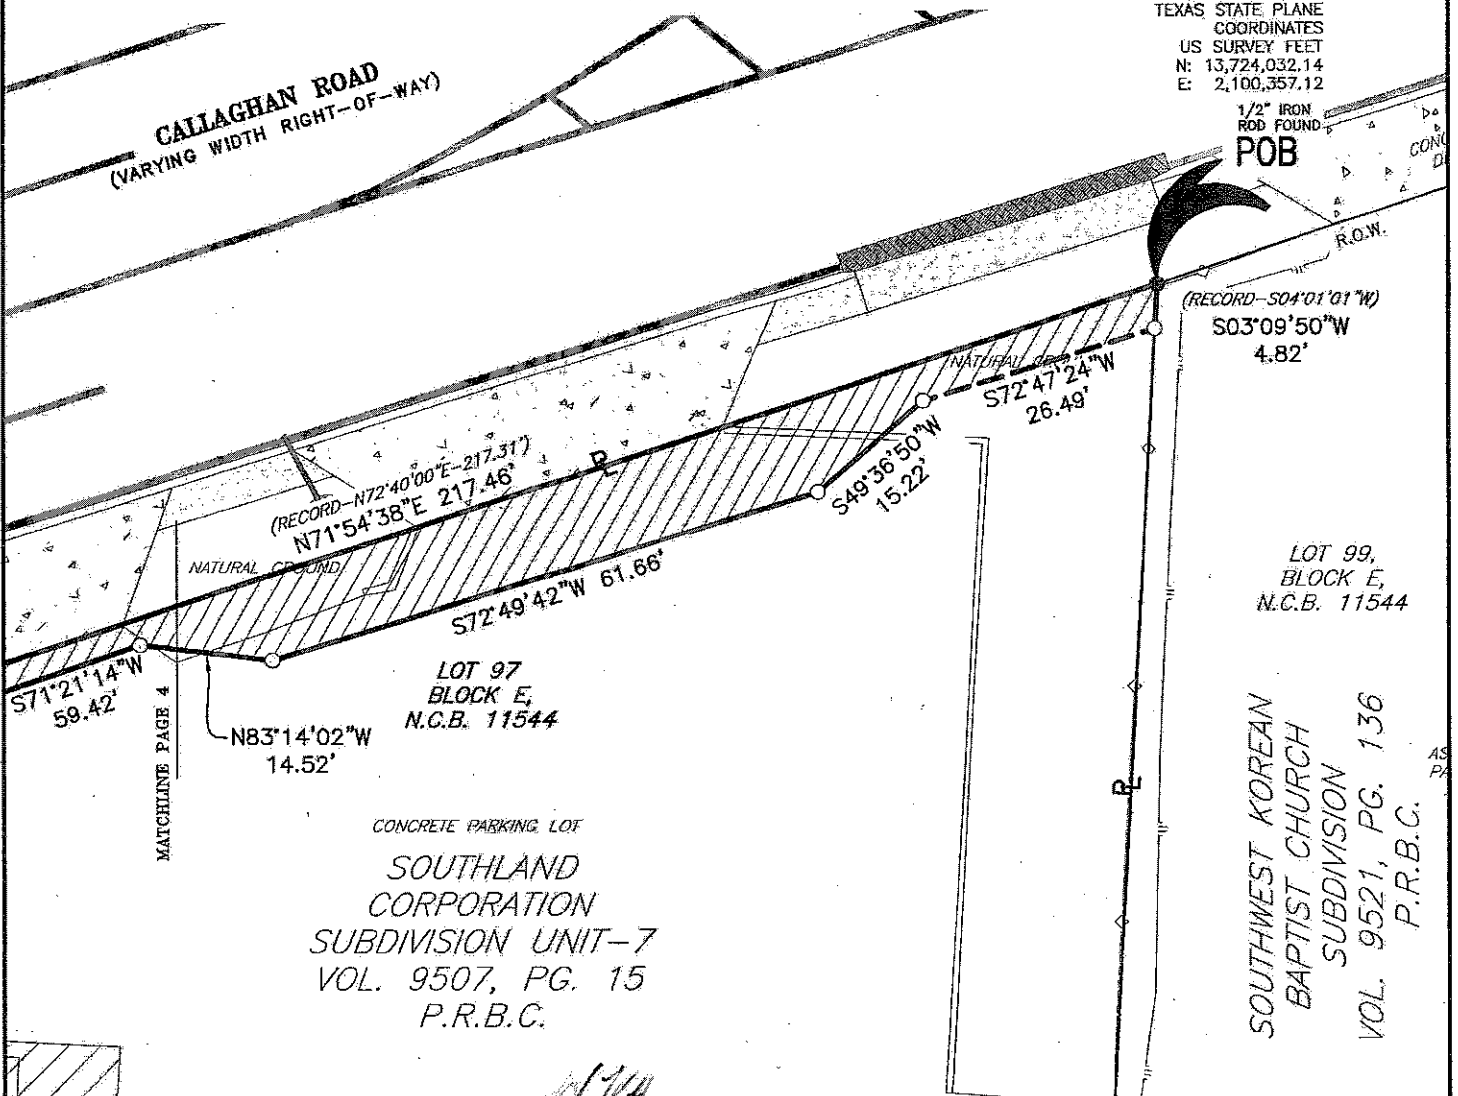 TEXAS STATE PLANE
COORDINATES
US SURVEY FEET
N: 13,724,032.14
E: 2,100,357.12
1/2" IRON
ROD FOUND
POB
CALLAGHAN ROAD
(VARYING WIDTH RIGHT-OF-WAY)
R.O.W.
(RECORD-S04°01'01"W)
S03°09'50"W
4.82'
NATURAL
S72°47'24"W
26.49'
S49°36'50"W
15.22'
PL
(RECORD-N72°40'00"E-217.31')
N71°54'38"E 217.46'
NATURAL GROUND
S72°49'42"W 61.66'
S71°21'14"W
59.42'
MATCHLINE PAGE 4
N83°14'02"W
14.52'
LOT 97
BLOCK E,
N.C.B. 11544
LOT 99,
BLOCK E,
N.C.B. 11544
CONCRETE PARKING LOT
SOUTHLAND
CORPORATION
SUBDIVISION UNIT-7
VOL. 9507, PG. 15
P.R.B.C.
PL
SOUTHWEST KOREAN
BAPTIST CHURCH
SUBDIVISION
VOL. 9521, PG. 136
P.R.B.C.